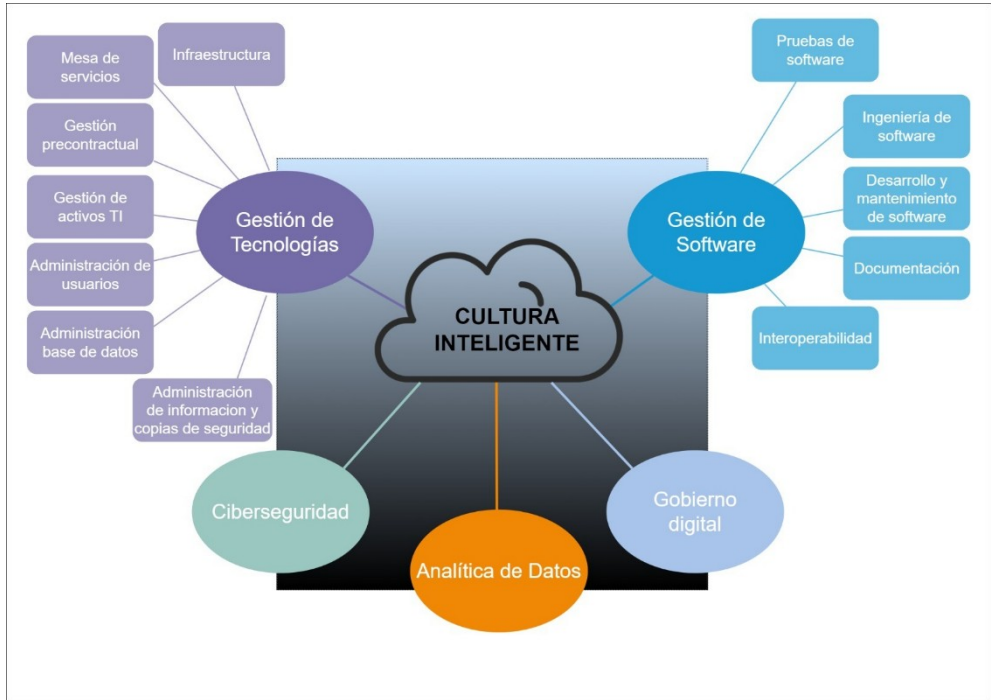 Mesa de
servicios
Infraestructura
Gestión
precontractual
Gestión de
activos TI
Administración de
usuarios
Administración
base de datos
Administración
de informacion y
copias de seguridad
Gestión de
Tecnologías
CULTURA
INTELIGENTE
Gestión de
Software
Pruebas de
software
Ingeniería de
software
Desarrollo y
mantenimiento
de software
Documentación
Interoperabilidad
Ciberseguridad
Analítica de Datos
Gobierno
digital